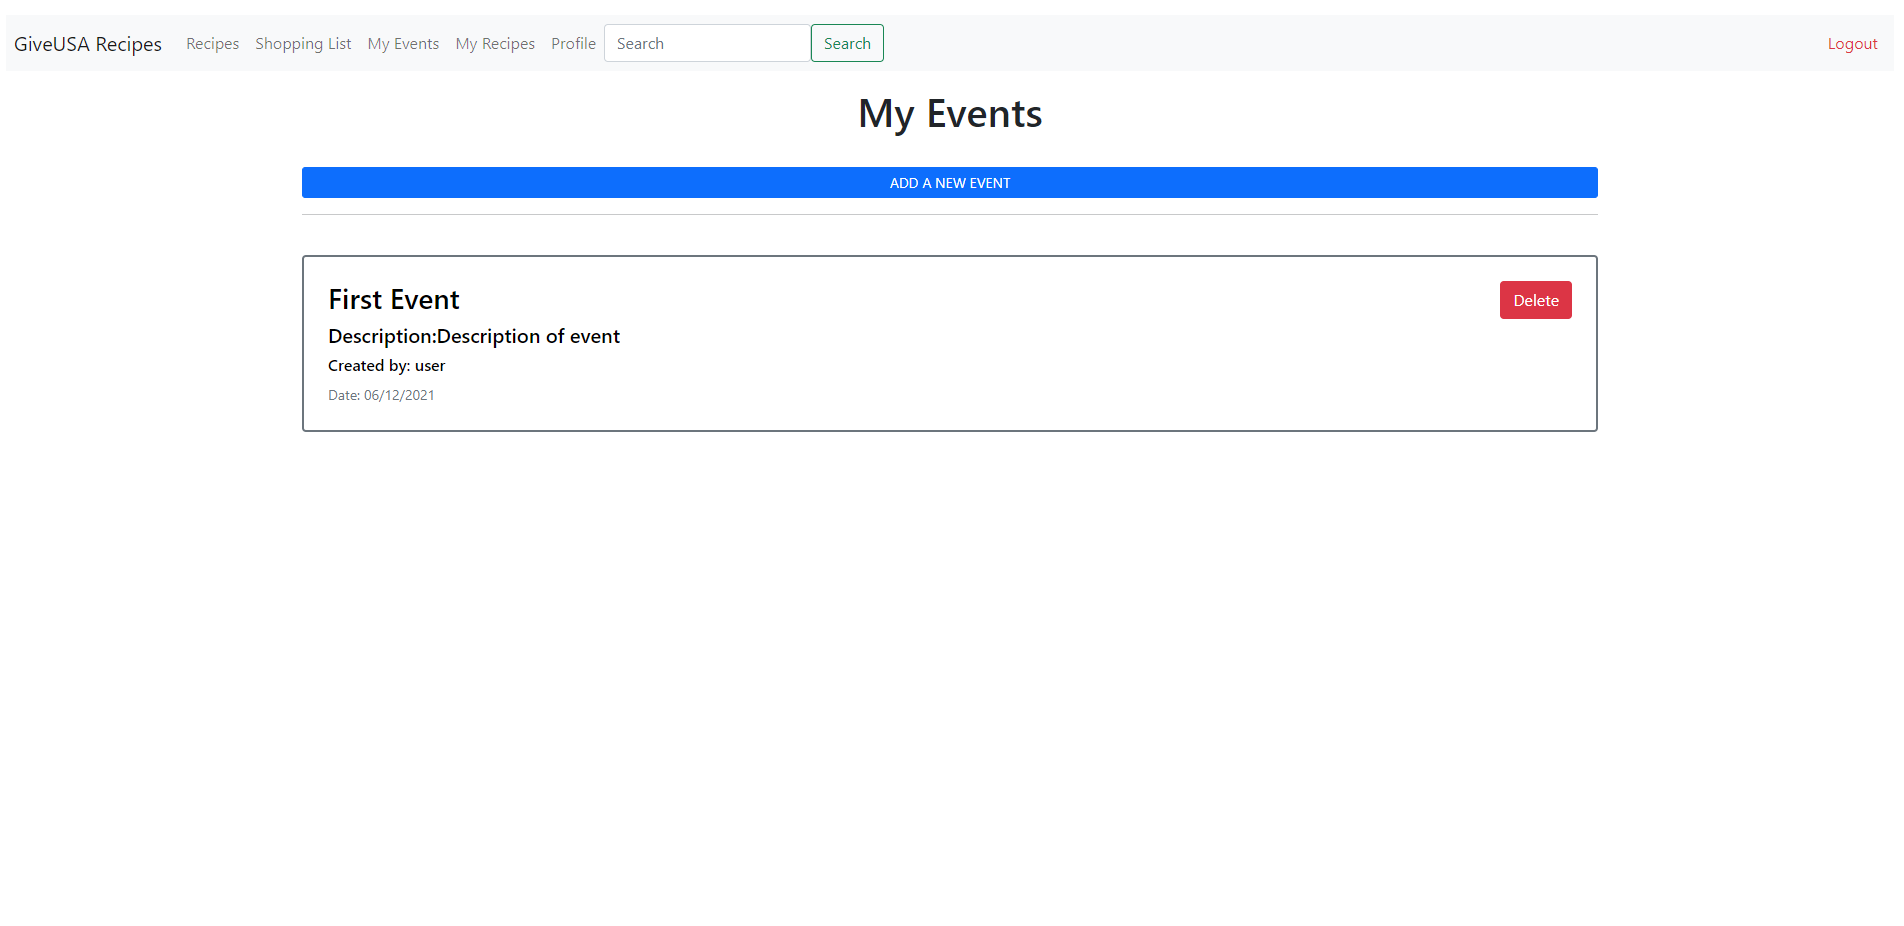 GiveUSA Recipes Recipes Shopping List My Events My Recipes Profile Search Search Logout
My Events
ADD A NEW EVENT
First Event Delete
Description:Description of event
Created by: user
Date: 06/12/2021